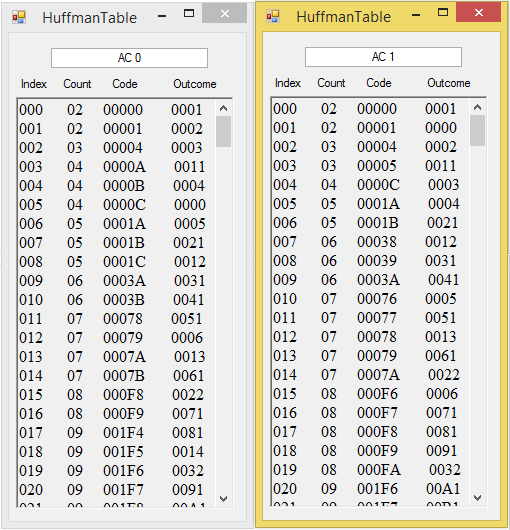 HuffmanTable
AC 0
Index Count Code Outcome
000 02 00000 0001
001 02 00001 0002
002 03 00004 0003
003 04 0000A 0011
004 04 0000B 0004
005 04 0000C 0000
006 05 0001A 0005
007 05 0001B 0021
008 05 0001C 0012
009 06 0003A 0031
010 06 0003B 0041
011 07 00078 0051
012 07 00079 0006
013 07 0007A 0013
014 07 0007B 0061
015 08 000F8 0022
016 08 000F9 0071
017 09 001F4 0081
018 09 001F5 0014
019 09 001F6 0032
020 09 001F7 0091
021 09 001F8 00A1
HuffmanTable
AC 1
Index Count Code Outcome
000 02 00000 0001
001 02 00001 0000
002 03 00004 0002
003 03 00005 0011
004 04 0000C 0003
005 05 0001A 0004
006 05 0001B 0021
007 06 00038 0012
008 06 00039 0031
009 06 0003A 0041
010 07 00076 0005
011 07 00077 0051
012 07 00078 0013
013 07 00079 0061
014 07 0007A 0022
015 08 000F6 0006
016 08 000F7 0071
017 08 000F8 0081
018 08 000F9 0091
019 08 000FA 0032
020 09 001F6 00A1
021 09 001F7 00B1